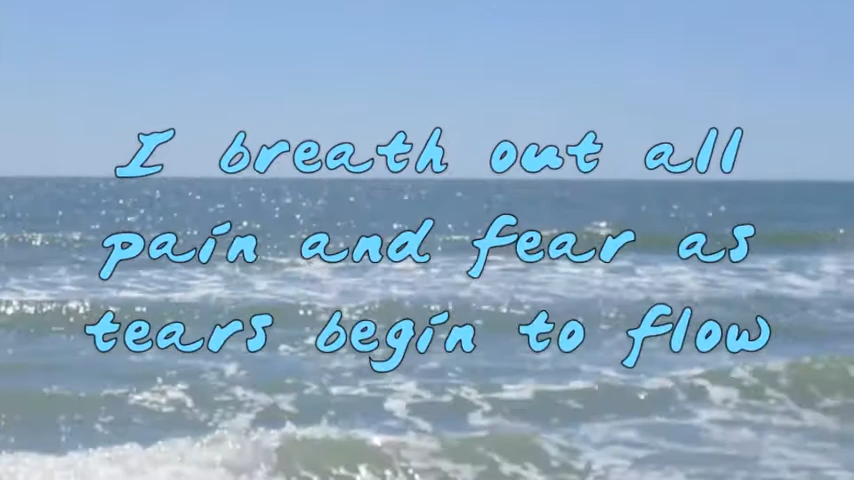 I breath out all
pain and fear as
tears begin to flow